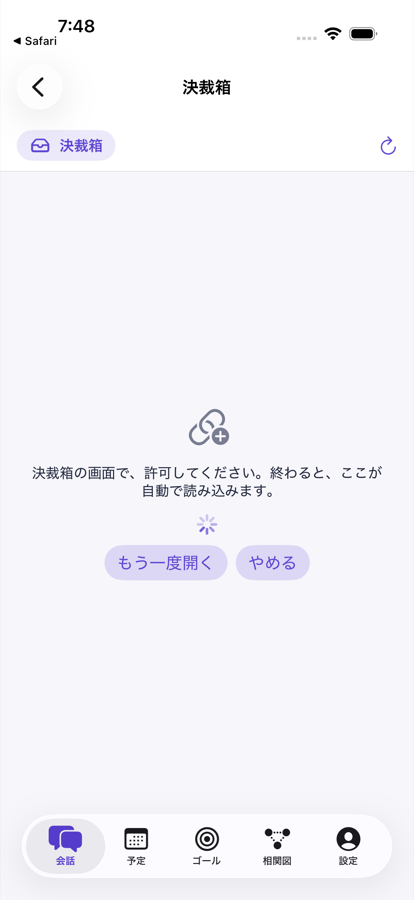 7:48
◀ Safari
決裁箱
決裁箱
決裁箱の画面で、許可してください。終わると、ここが
自動で読み込みます。
もう一度開く
やめる
会話
予定
ゴール
相関図
設定